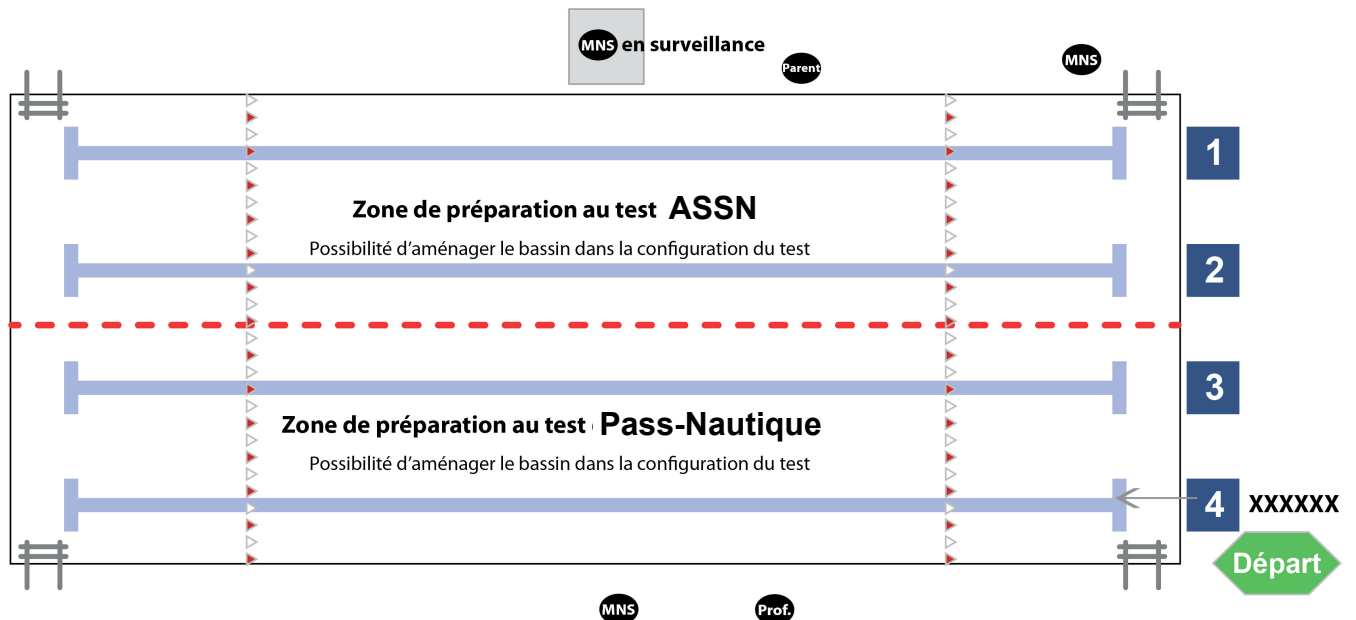 MNS en surveillance
Parent
MNS
1
Zone de préparation au test ASSN
Possibilité d'aménager le bassin dans la configuration du test
2
3
Zone de préparation au test Pass-Nautique
Possibilité d'aménager le bassin dans la configuration du test
4 XXXXXX
Départ
MNS
Prof.